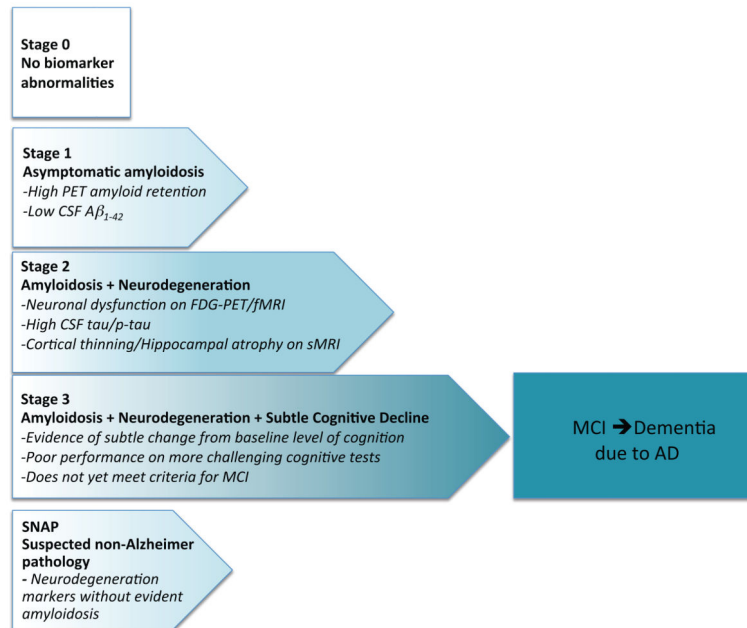 Stage 0
No biomarker
abnormalities
Stage 1
Asymptomatic amyloidosis
-High PET amyloid retention
-Low CSF Aβ1-42
Stage 2
Amyloidosis + Neurodegeneration
-Neuronal dysfunction on FDG-PET/fMRI
-High CSF tau/p-tau
-Cortical thinning/Hippocampal atrophy on sMRI
Stage 3
Amyloidosis + Neurodegeneration + Subtle Cognitive Decline
-Evidence of subtle change from baseline level of cognition
-Poor performance on more challenging cognitive tests
-Does not yet meet criteria for MCI
MCI ➔ Dementia
due to AD
SNAP
Suspected non-Alzheimer
pathology
- Neurodegeneration
markers without evident
amyloidosis